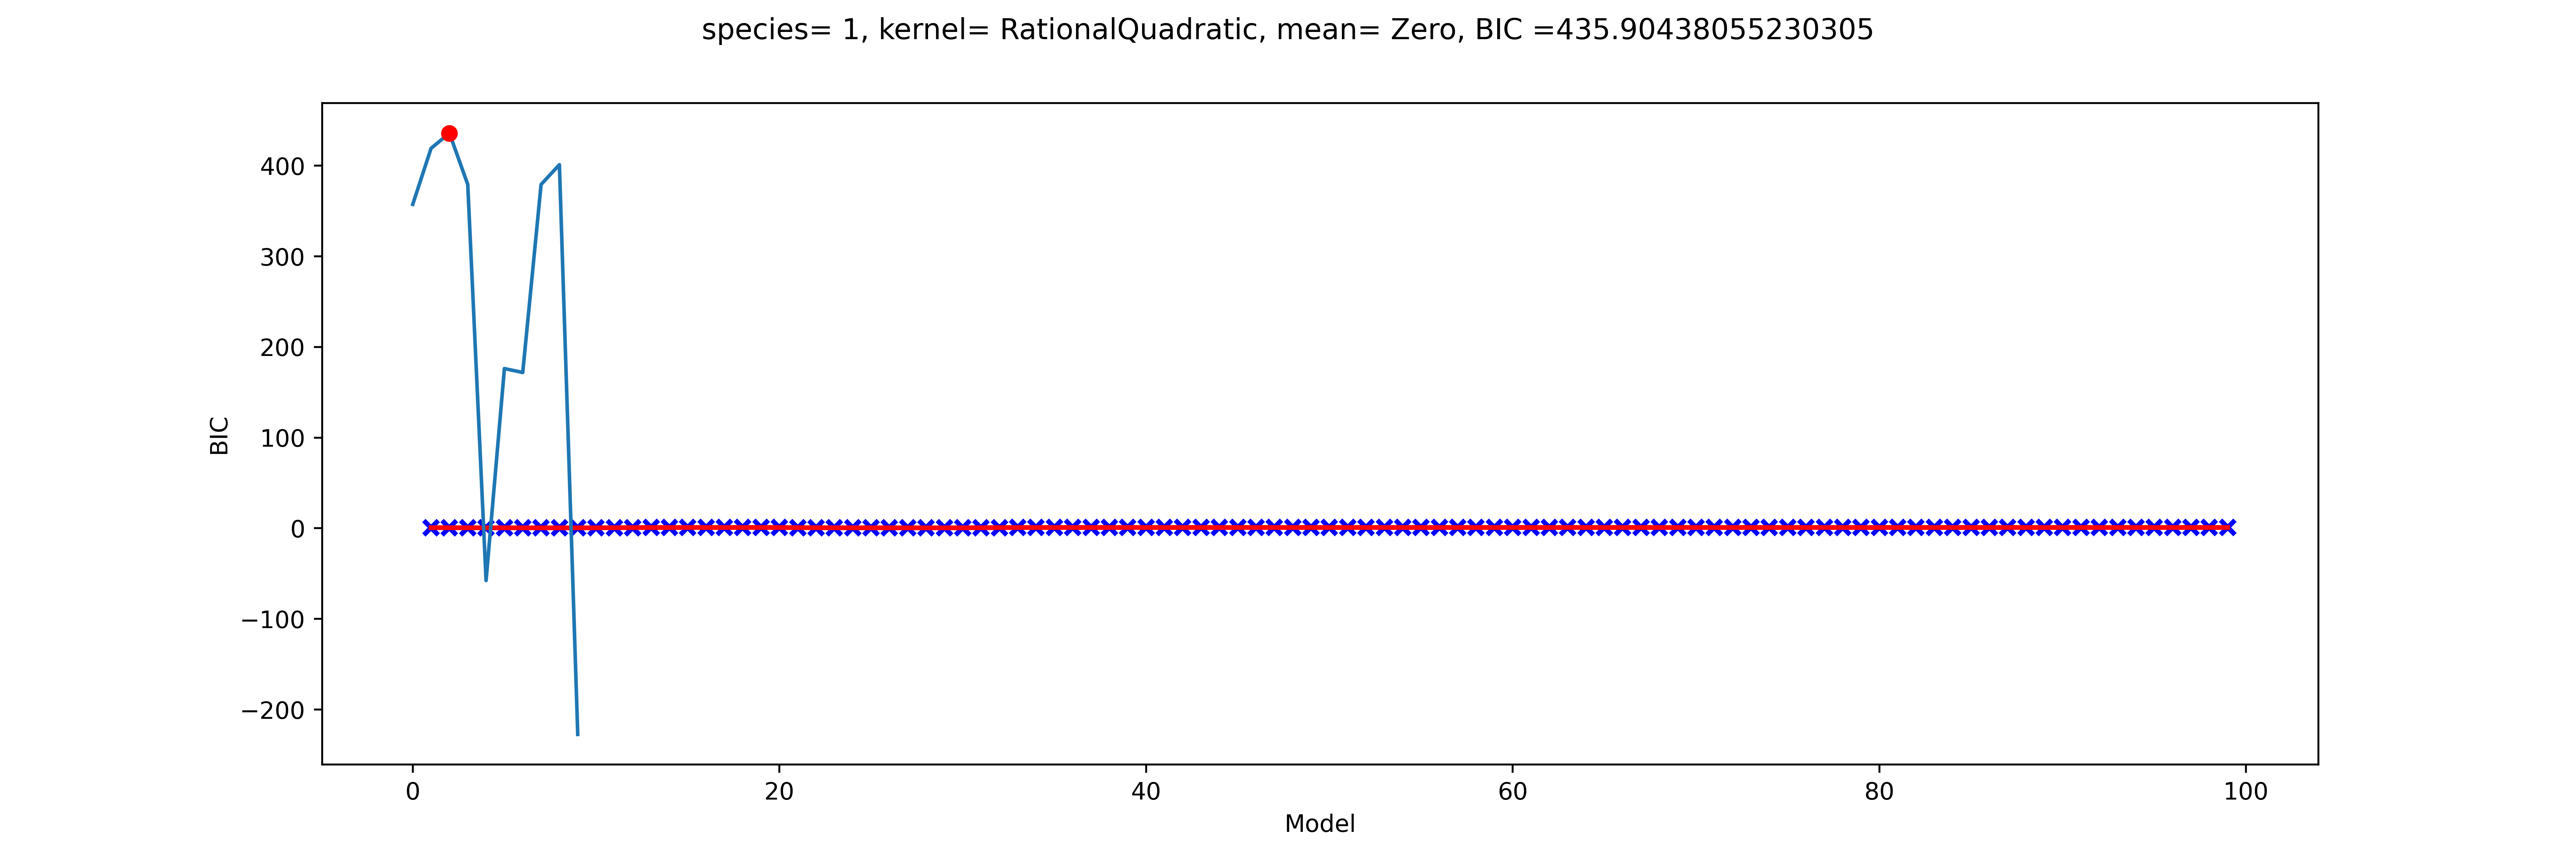 species= 1, kernel= RationalQuadratic, mean= Zero, BIC =435.90438055230305
400
300
200
100
0
−100
−200
BIC
0 20 40 60 80 100
Model